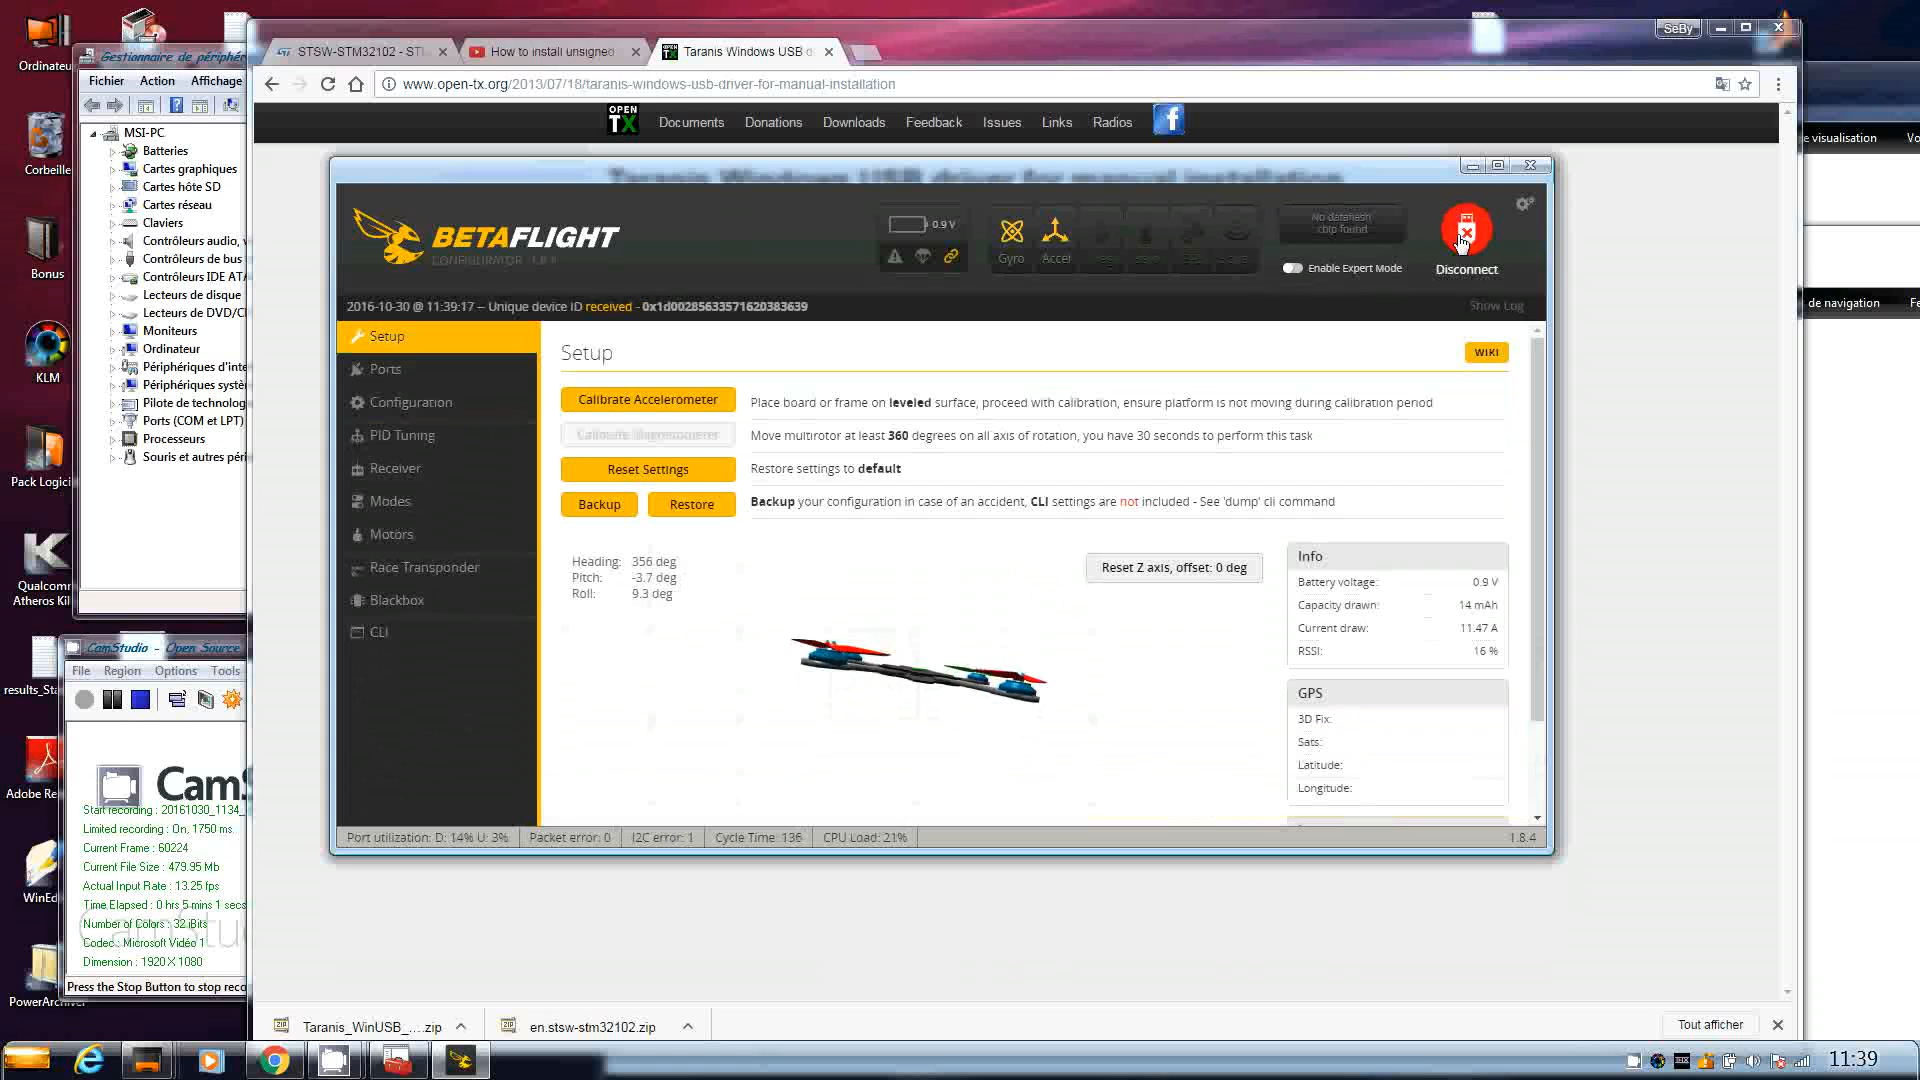 Ordinateur
Corbeille
Bonus
KLM
Pack Logici
Qualcomm
Atheros Kil
results_Sta
Adobe Re
WinEd
PowerArchiver
Gestionnaire de périphér
Fichier Action Affichage
MSI-PC
Batteries
Cartes graphiques
Cartes hôte SD
Cartes réseau
Claviers
Contrôleurs audio, v
Contrôleurs de bus
Contrôleurs IDE ATA
Lecteurs de disque
Lecteurs de DVD/C
Moniteurs
Ordinateur
Périphériques d'inte
Périphériques systè
Pilote de technolog
Ports (COM et LPT)
Processeurs
Souris et autres péri
CamStudio - Open Source
File Region Options Tools
CamS
Start recording : 20161030_1134_
Limited recording : On, 1750 ms.
Current Frame : 60224
Current File Size : 479.95 Mb
Actual Input Rate : 13.25 fps
Time Elapsed : 0 hrs 5 mins 1 secs
Number of Colors : 32 iBits
Codec : Microsoft Vidéo 1
Dimension : 1920 X 1080
Press the Stop Button to stop reco
STSW-STM32102 - ST
How to install unsigned
Taranis Windows USB d
SeBy
www.open-tx.org/2013/07/18/taranis-windows-usb-driver-for-manual-installation
OPEN
TX
Documents Donations Downloads Feedback Issues Links Radios
Taranis Windows USB driver for manual installation
BETAFLIGHT
0.9 V
Gyro Accel
No dataflash
chip found
Enable Expert Mode
Disconnect
2016-10-30 @ 11:39:17 -- Unique device ID received - 0x1d00285633571620383639
Show Log
Setup
Ports
Configuration
PID Tuning
Receiver
Modes
Motors
Race Transponder
Blackbox
CLI
Setup
WIKI
Calibrate Accelerometer
Place board or frame on leveled surface, proceed with calibration, ensure platform is not moving during calibration period
Calibrate Magnetometer
Move multirotor at least 360 degrees on all axis of rotation, you have 30 seconds to perform this task
Reset Settings
Restore settings to default
Backup Restore
Backup your configuration in case of an accident, CLI settings are not included - See 'dump' cli command
Heading: 356 deg
Pitch: -3.7 deg
Roll: 9.3 deg
Reset Z axis, offset: 0 deg
Info
Battery voltage: 0.9 V
Capacity drawn: 14 mAh
Current draw: 11.47 A
RSSI: 16 %
GPS
3D Fix:
Sats:
Latitude:
Longitude:
Port utilization: D: 14% U: 3% Packet error: 0 I2C error: 1 Cycle Time: 136 CPU Load: 21%
1.8.4
e visualisation Vo
de navigation Fe
Taranis_WinUSB_....zip
en.stsw-stm32102.zip
Tout afficher
11:39